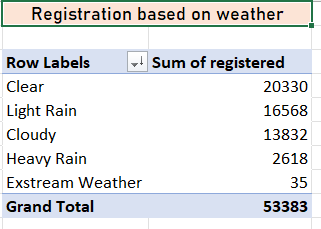 Registration based on weather
Row Labels Sum of registered
Clear 20330
Light Rain 16568
Cloudy 13832
Heavy Rain 2618
Exstream Weather 35
Grand Total 53383